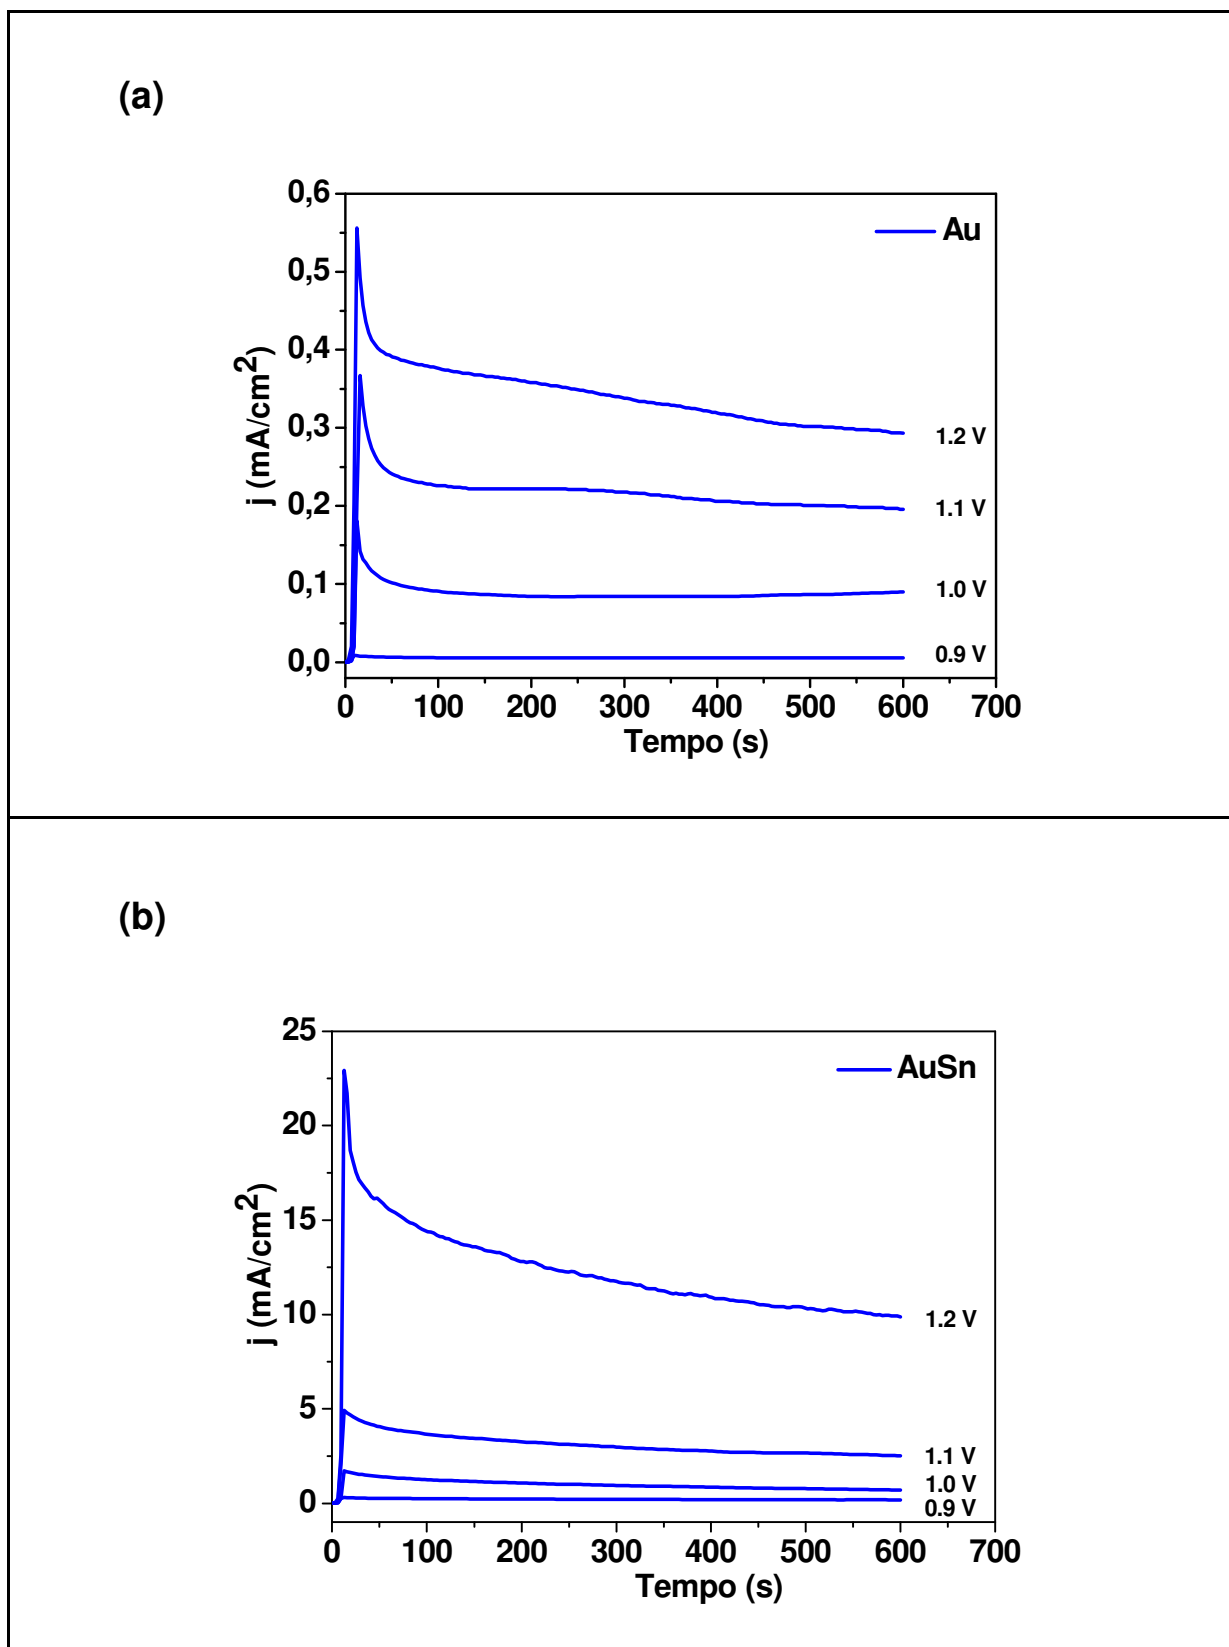 (a)
0,6
0,5
0,4
0,3
0,2
0,1
0,0
j (mA/cm²)
Au
1.2 V
1.1 V
1.0 V
0.9 V
0 100 200 300 400 500 600 700
Tempo (s)
(b)
25
20
15
10
5
0
j (mA/cm²)
AuSn
1.2 V
1.1 V
1.0 V
0.9 V
0 100 200 300 400 500 600 700
Tempo (s)